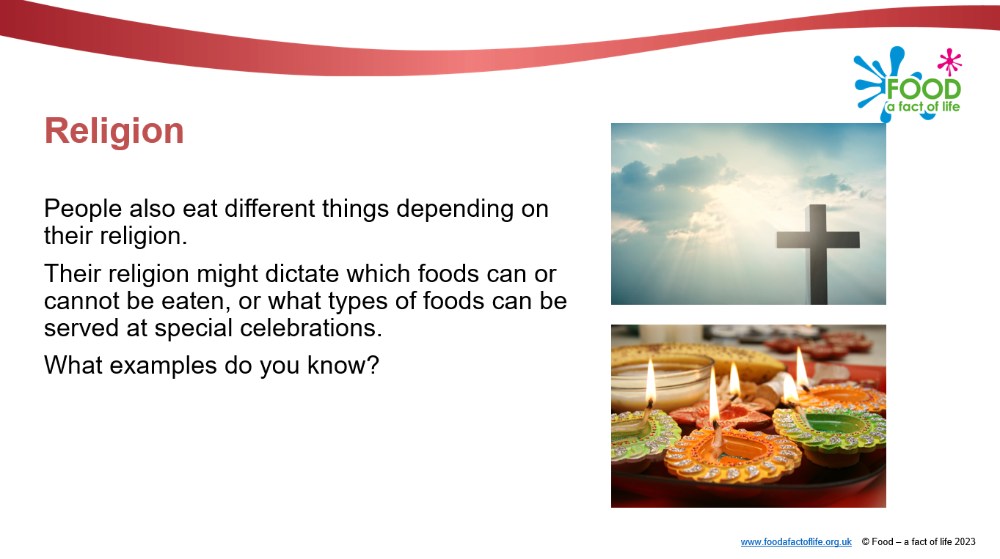 FOOD
a fact of life
Religion
People also eat different things depending on
their religion.
Their religion might dictate which foods can or
cannot be eaten, or what types of foods can be
served at special celebrations.
What examples do you know?
www.foodafactoflife.org.uk © Food – a fact of life 2023